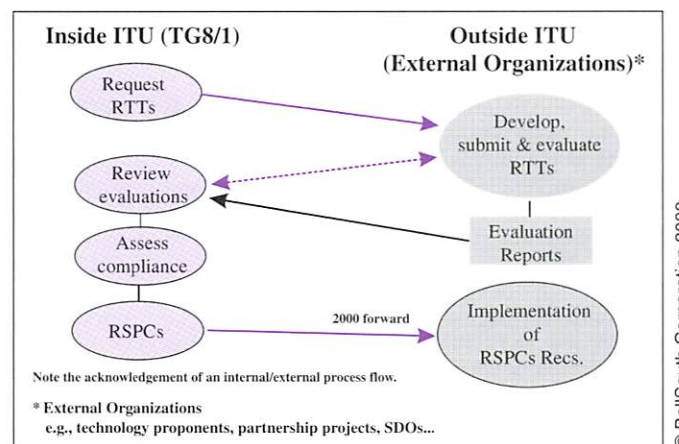 Inside ITU (TG8/1)
Outside ITU
(External Organizations)*
Request
RTTs
Develop,
submit & evaluate
RTTs
Review
evaluations
Evaluation
Reports
Assess
compliance
RSPCs
2000 forward
Implementation
of
RSPCs Recs.
Note the acknowledgement of an internal/external process flow.
* External Organizations
e.g., technology proponents, partnership projects, SDOs...
© BellSouth Corporation 2000